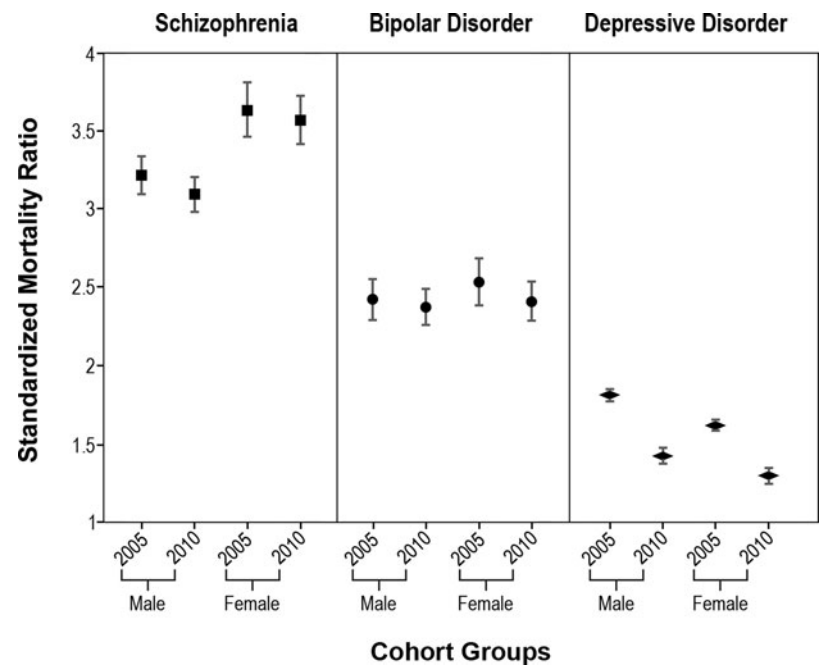 Schizophrenia Bipolar Disorder Depressive Disorder
Standardized Mortality Ratio
4
3.5
3
2.5
2
1.5
1
2005 2010 2005 2010 2005 2010 2005 2010 2005 2010 2005 2010
Male Female Male Female Male Female
Cohort Groups